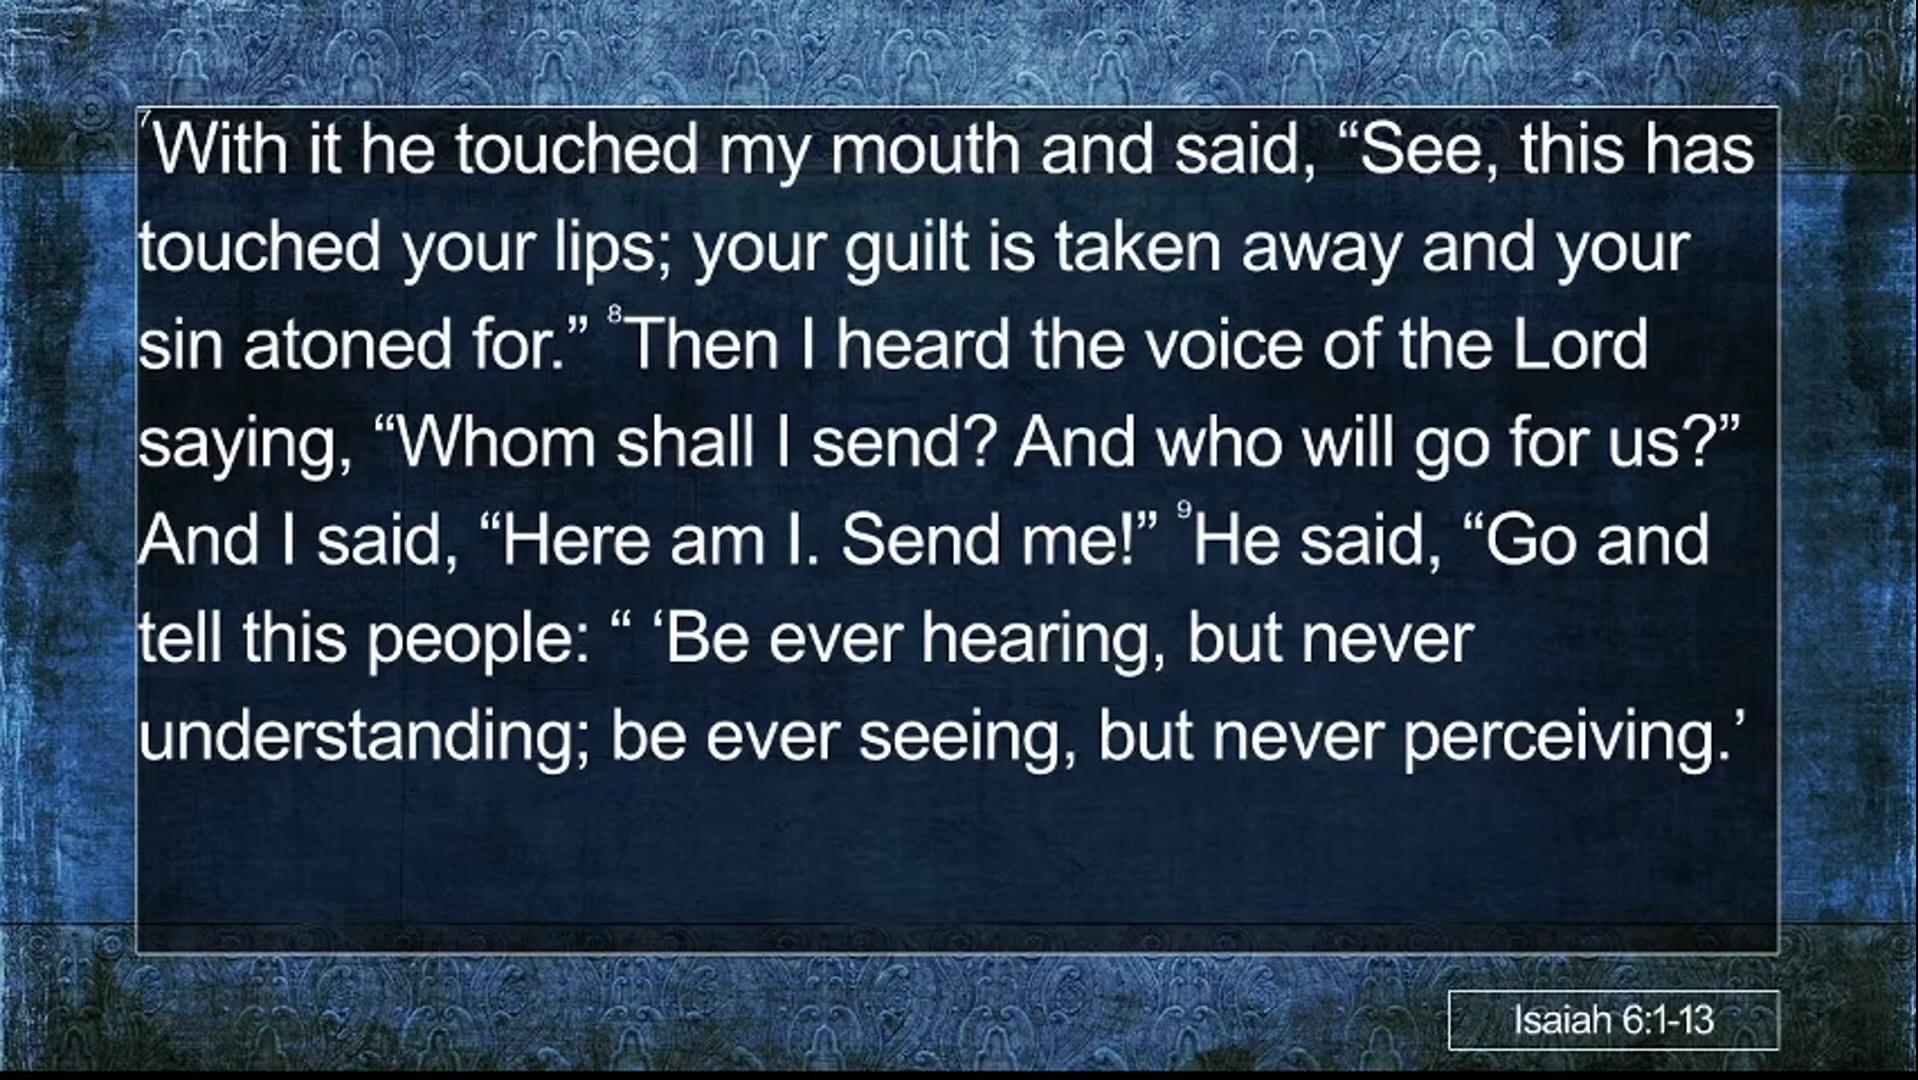 ⁷With it he touched my mouth and said, “See, this has
touched your lips; your guilt is taken away and your
sin atoned for.” ⁸Then I heard the voice of the Lord
saying, “Whom shall I send? And who will go for us?”
And I said, “Here am I. Send me!” ⁹He said, “Go and
tell this people: “ ‘Be ever hearing, but never
understanding; be ever seeing, but never perceiving.’
Isaiah 6:1-13